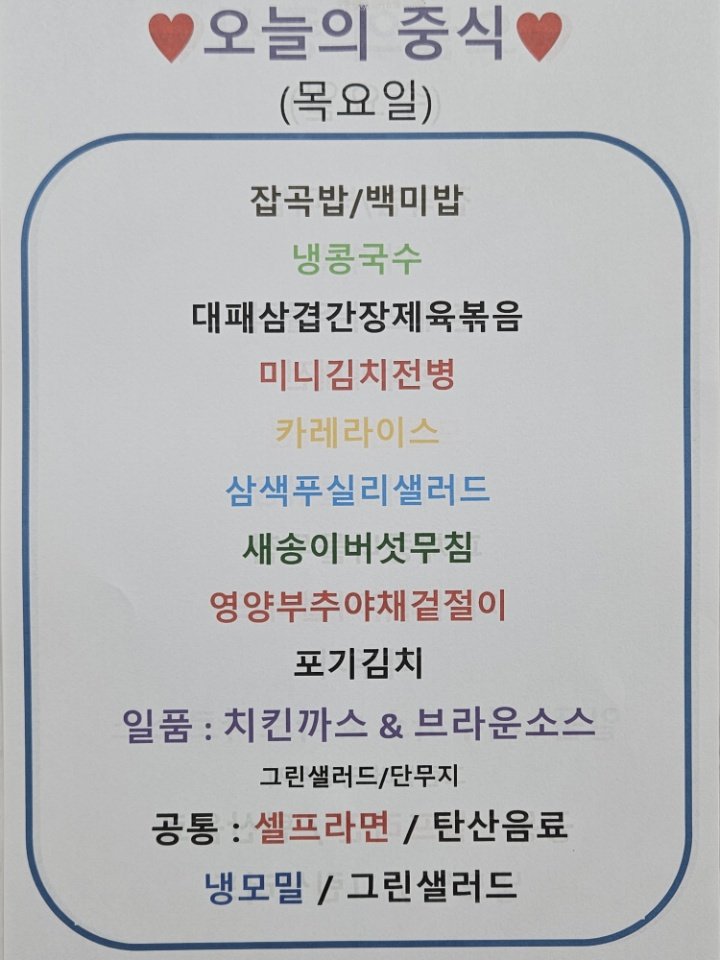 ♥오늘의 중식♥
(목요일)
잡곡밥/백미밥
냉콩국수
대패삼겹간장제육볶음
미니김치전병
카레라이스
삼색푸실리샐러드
새송이버섯무침
영양부추야채겉절이
포기김치
일품 : 치킨까스 & 브라운소스
그린샐러드/단무지
공통 : 셀프라면 / 탄산음료
냉모밀 / 그린샐러드